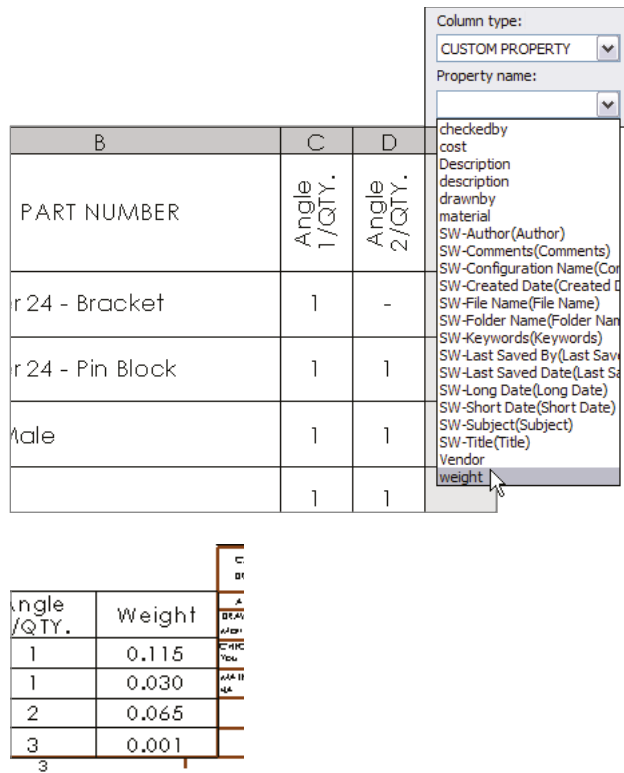 Column type:
CUSTOM PROPERTY
Property name:
checkedby
cost
Description
description
drawnby
material
SW-Author(Author)
SW-Comments(Comments)
SW-Configuration Name(Cor
SW-Created Date(Created D
SW-File Name(File Name)
SW-Folder Name(Folder Nam
SW-Keywords(Keywords)
SW-Last Saved By(Last Save
SW-Last Saved Date(Last Sa
SW-Long Date(Long Date)
SW-Short Date(Short Date)
SW-Subject(Subject)
SW-Title(Title)
Vendor
weight
B C D
PART NUMBER Angle 1/QTY. Angle 2/QTY.
r 24 - Bracket 1 -
r 24 - Pin Block 1 1
Male 1 1
1 1
ngle
/QTY. Weight
1 0.115
1 0.030
2 0.065
3 0.001
3